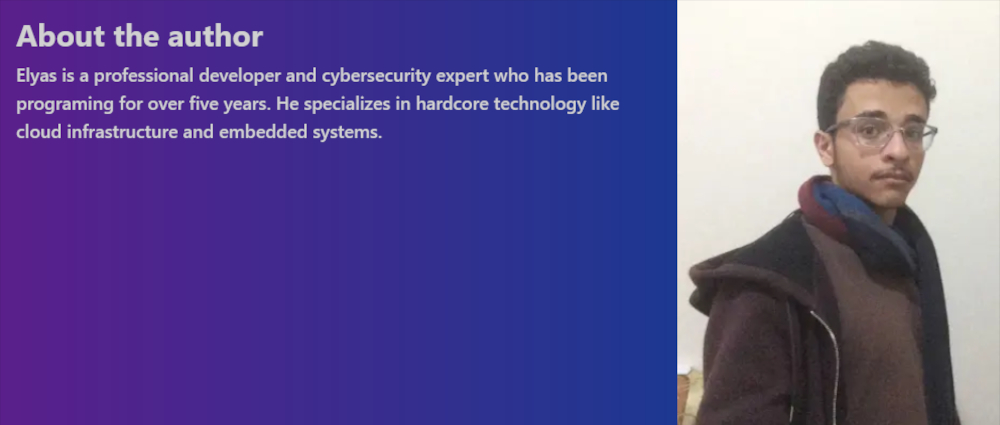 About the author
Elyas is a professional developer and cybersecurity expert who has been
programing for over five years. He specializes in hardcore technology like
cloud infrastructure and embedded systems.